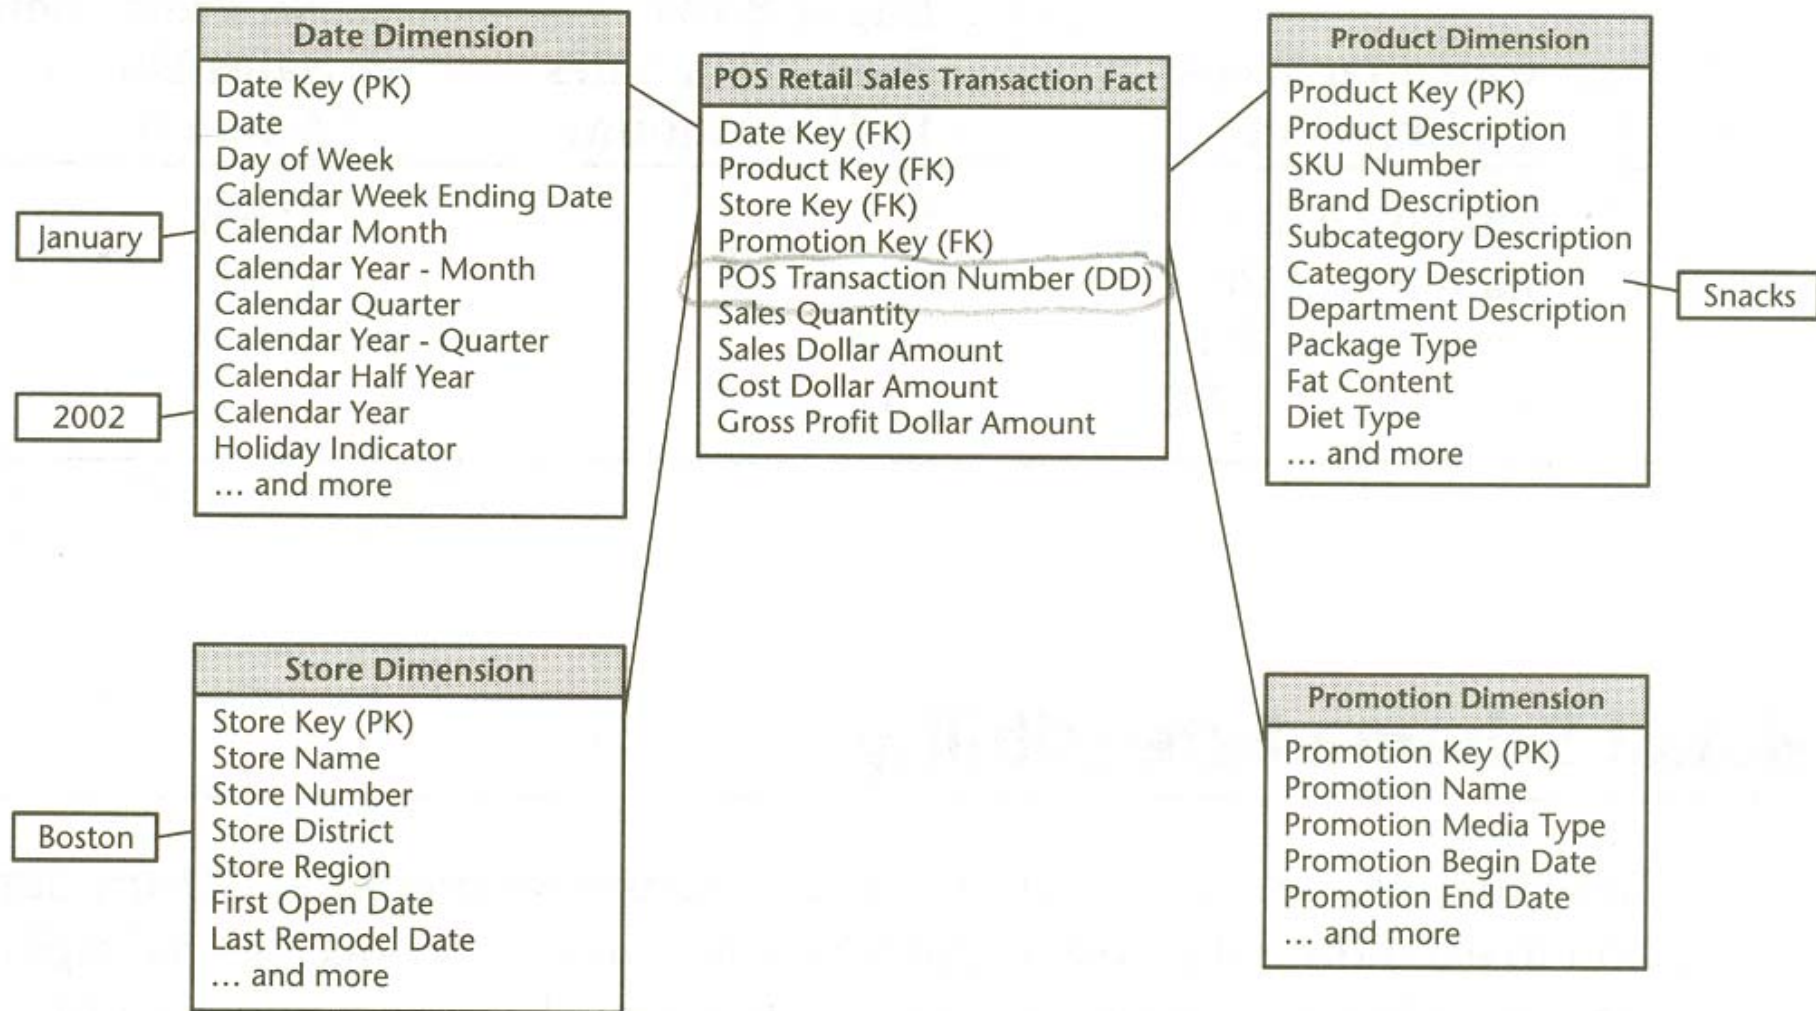 Date Dimension
Date Key (PK)
Date
Day of Week
Calendar Week Ending Date
Calendar Month
Calendar Year - Month
Calendar Quarter
Calendar Year - Quarter
Calendar Half Year
Calendar Year
Holiday Indicator
... and more
January
2002
POS Retail Sales Transaction Fact
Date Key (FK)
Product Key (FK)
Store Key (FK)
Promotion Key (FK)
POS Transaction Number (DD)
Sales Quantity
Sales Dollar Amount
Cost Dollar Amount
Gross Profit Dollar Amount
Product Dimension
Product Key (PK)
Product Description
SKU Number
Brand Description
Subcategory Description
Category Description
Department Description
Package Type
Fat Content
Diet Type
... and more
Snacks
Store Dimension
Store Key (PK)
Store Name
Store Number
Store District
Store Region
First Open Date
Last Remodel Date
... and more
Boston
Promotion Dimension
Promotion Key (PK)
Promotion Name
Promotion Media Type
Promotion Begin Date
Promotion End Date
... and more